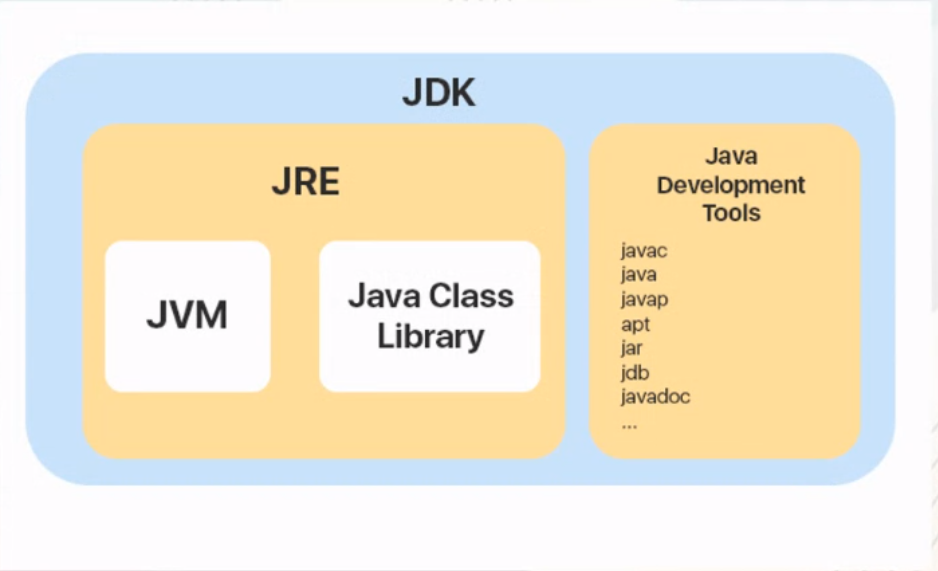 JDK
JRE
JVM
Java Class
Library
Java
Development
Tools
javac
java
javap
apt
jar
jdb
javadoc
...